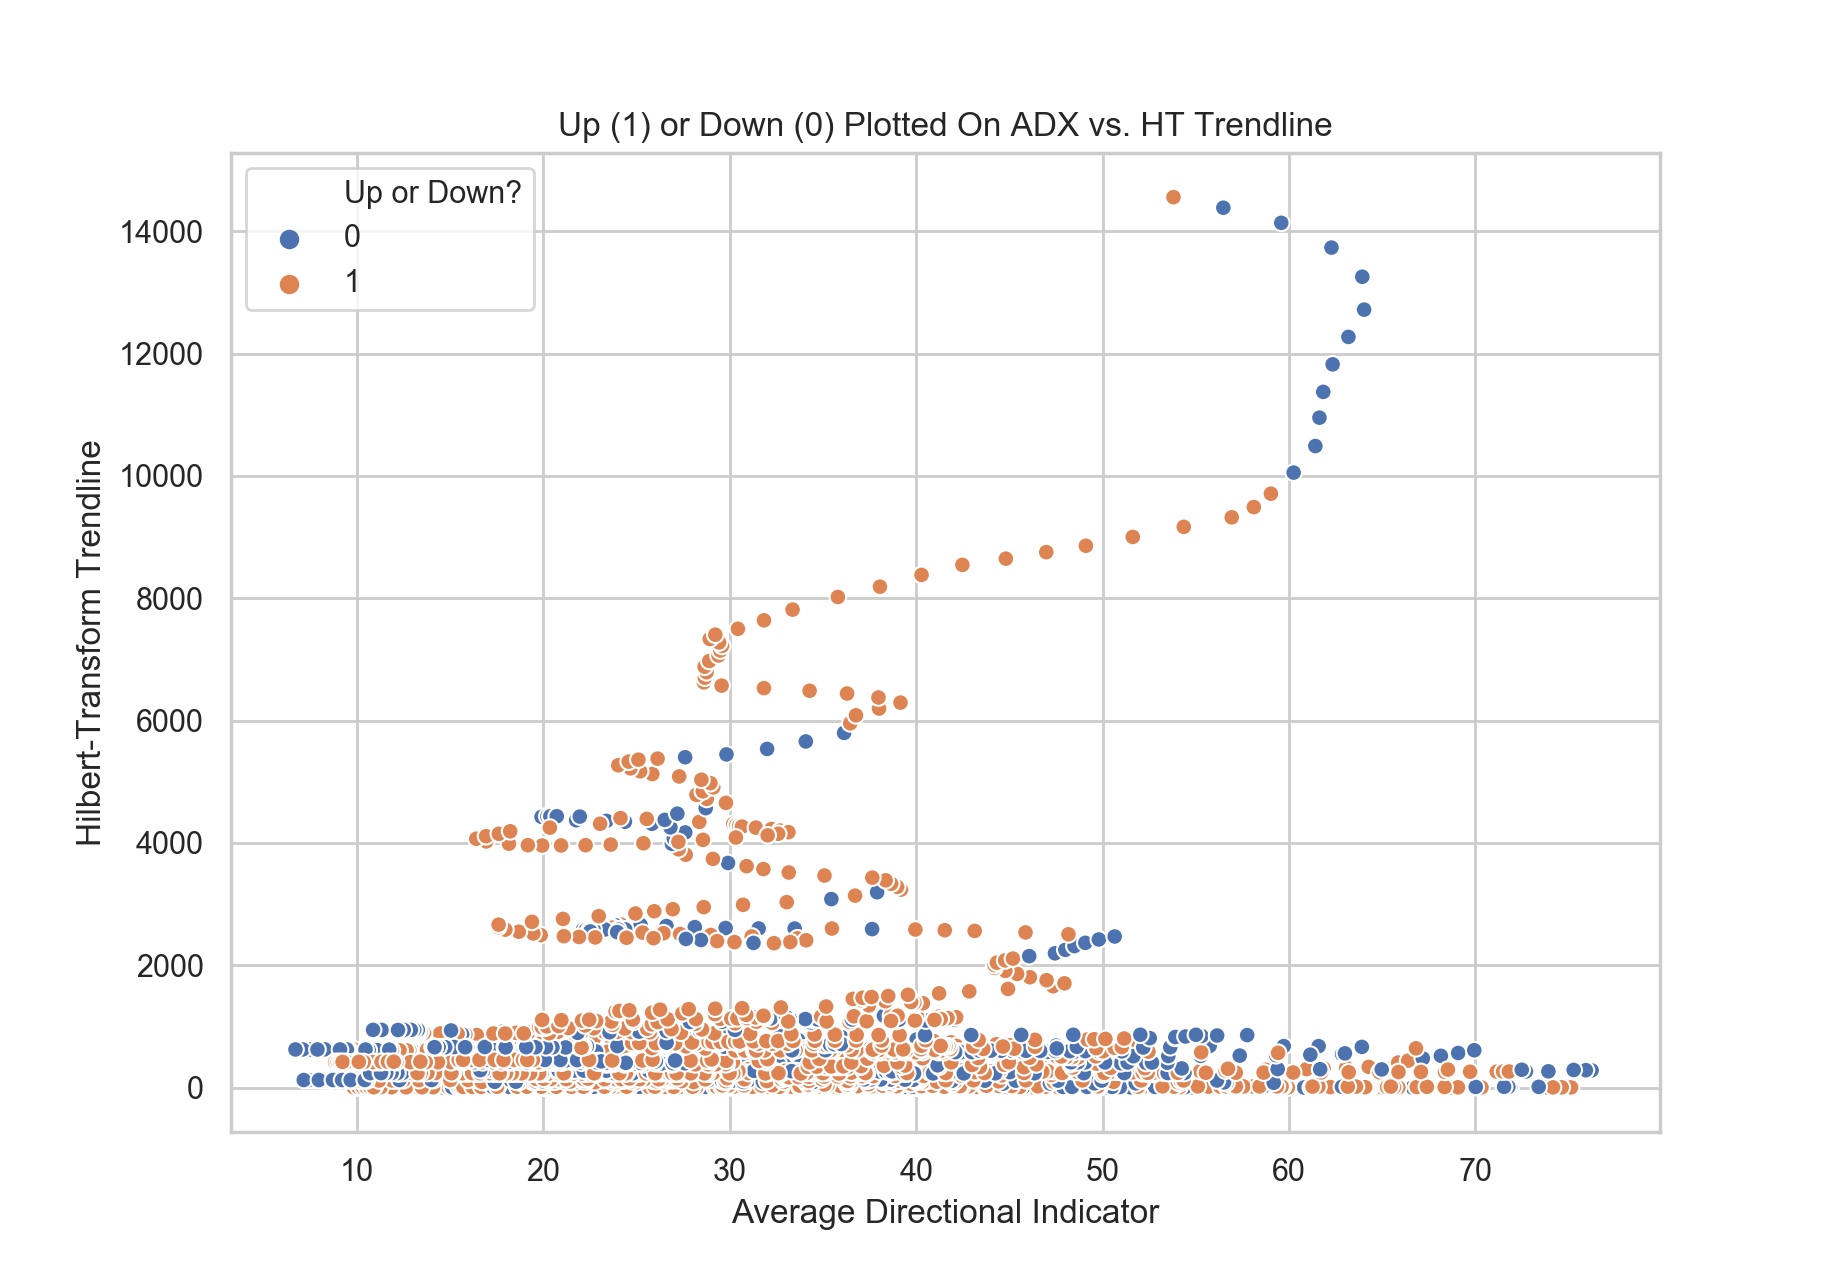 Up (1) or Down (0) Plotted On ADX vs. HT Trendline
Up or Down?
0
1
14000
12000
10000
8000
6000
4000
2000
0
Hilbert-Transform Trendline
10 20 30 40 50 60 70
Average Directional Indicator